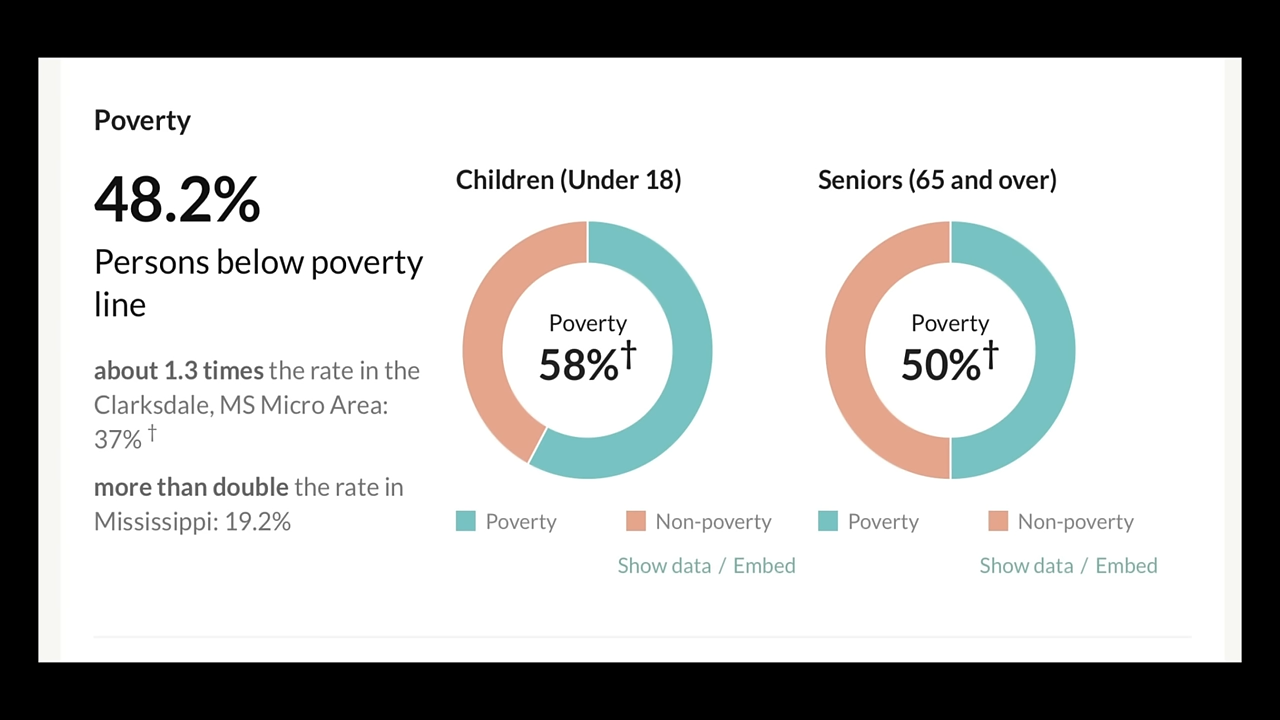 Poverty
48.2%
Persons below poverty
line
about 1.3 times the rate in the
Clarksdale, MS Micro Area:
37% †
more than double the rate in
Mississippi: 19.2%
Children (Under 18)
Poverty
58%†
Poverty
Non-poverty
Show data / Embed
Seniors (65 and over)
Poverty
50%†
Poverty
Non-poverty
Show data / Embed